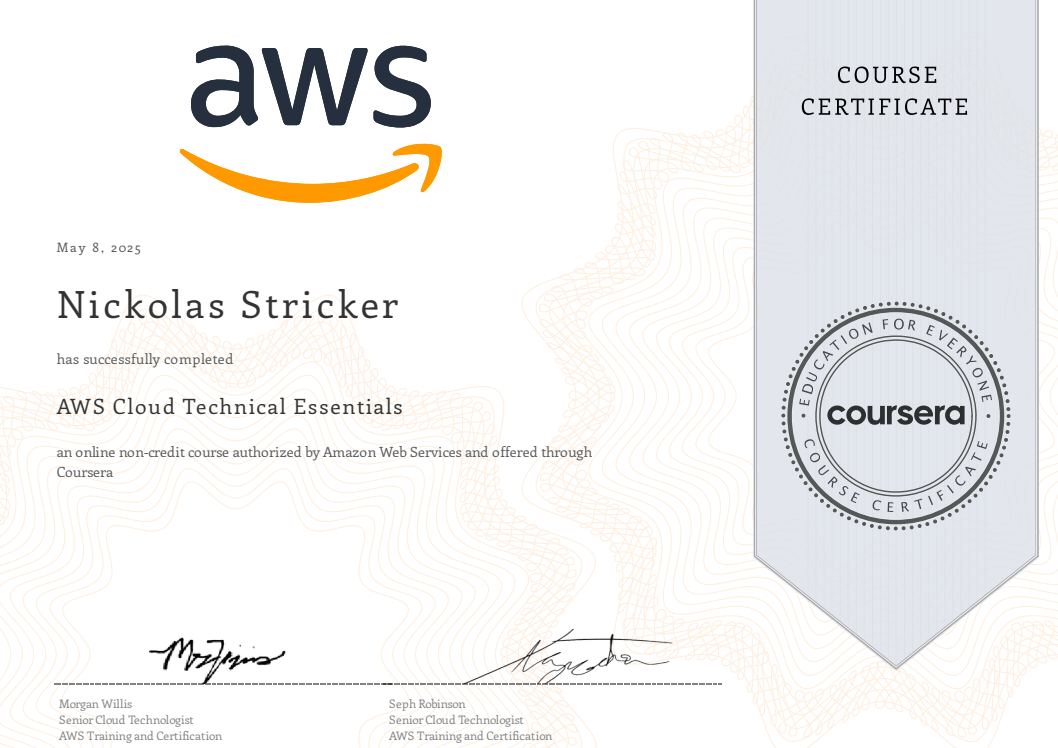 aws
COURSE
CERTIFICATE
May 8, 2025
Nickolas Stricker
has successfully completed
AWS Cloud Technical Essentials
an online non-credit course authorized by Amazon Web Services and offered through
Coursera
EDUCATION FOR EVERYONE
coursera
COURSE CERTIFICATE
Morgan Willis
Senior Cloud Technologist
AWS Training and Certification
Seph Robinson
Senior Cloud Technologist
AWS Training and Certification